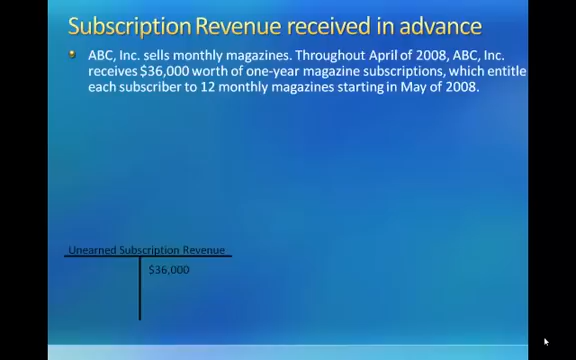 Subscription Revenue received in advance
ABC, Inc. sells monthly magazines. Throughout April of 2008, ABC, Inc.
receives $36,000 worth of one-year magazine subscriptions, which entitle
each subscriber to 12 monthly magazines starting in May of 2008.
Unearned Subscription Revenue
$36,000